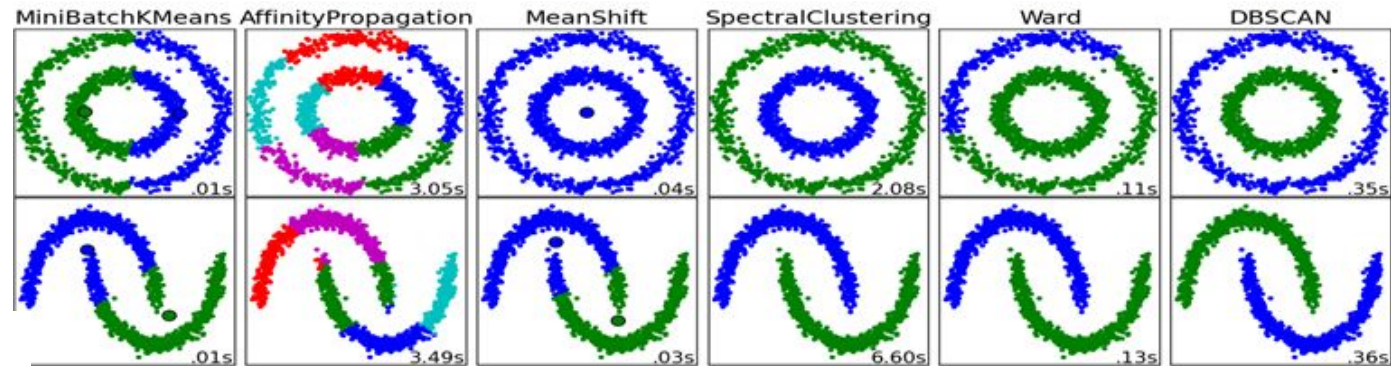 MiniBatchKMeans AffinityPropagation MeanShift SpectralClustering Ward DBSCAN
.01s 3.05s .04s 2.08s .11s .35s
.01s 3.49s .03s 6.60s .13s .36s